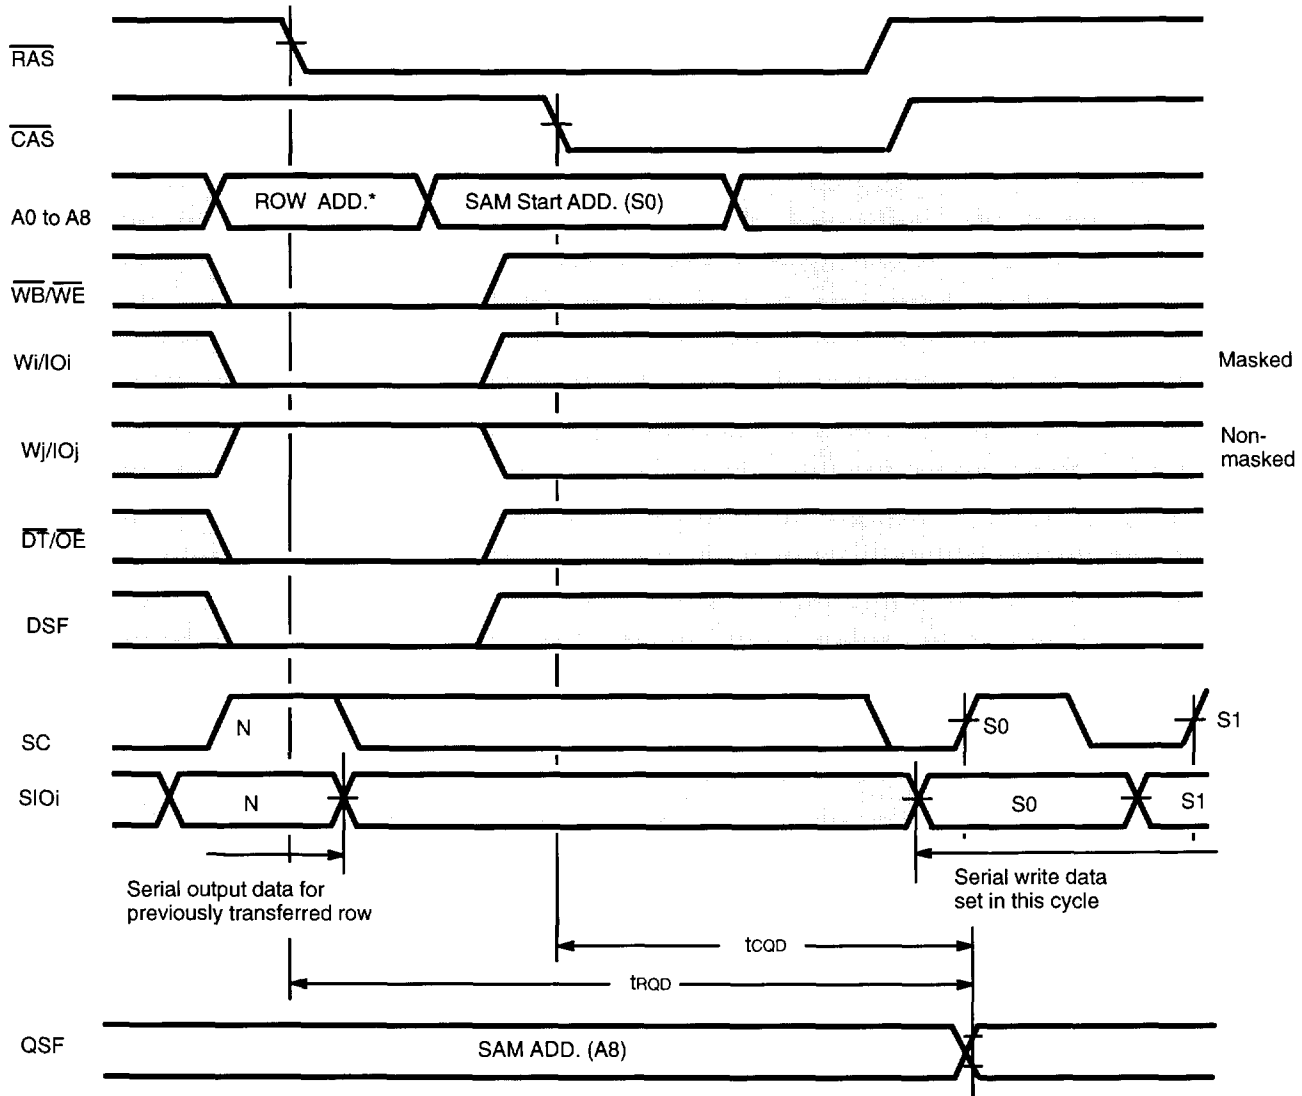 RAS
CAS
A0 to A8
ROW ADD.*
SAM Start ADD. (S0)
WB/WE
Wi/IOi
Masked
Wj/IOj
Non-
masked
DT/OE
DSF
SC
N
S0
S1
SIOi
N
S0
S1
Serial output data for
previously transferred row
Serial write data
set in this cycle
tCQD
tRQD
QSF
SAM ADD. (A8)